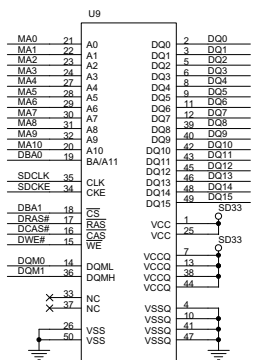 U9
MA0 21 A0 DQ0 2 DQ0
MA1 22 A1 DQ1 3 DQ1
MA2 23 A2 DQ2 5 DQ2
MA3 24 A3 DQ3 6 DQ3
MA4 27 A4 DQ4 8 DQ4
MA5 28 A5 DQ5 9 DQ5
MA6 29 A6 DQ6 11 DQ6
MA7 30 A7 DQ7 12 DQ7
MA8 31 A8 DQ8 39 DQ8
MA9 32 A9 DQ9 40 DQ9
MA10 20 A10 DQ10 42 DQ10
DBA0 19 BA/A11 DQ11 43 DQ11
DQ12 45 DQ12
SDCLK 35 CLK DQ13 46 DQ13
SDCKE 34 CKE DQ14 48 DQ14
DQ15 49 DQ15
SD33
DBA1 18 CS
DRAS# 17 RAS VCC 1
DCAS# 16 CAS VCC 25
DWE# 15 WE SD33
VCCQ 7
DQM0 14 DQML VCCQ 13
DQM1 36 DQMH VCCQ 38
VCCQ 44
33 NC
37 NC VSSQ 4
VSSQ 10
26 VSS VSSQ 41
50 VSS VSSQ 47